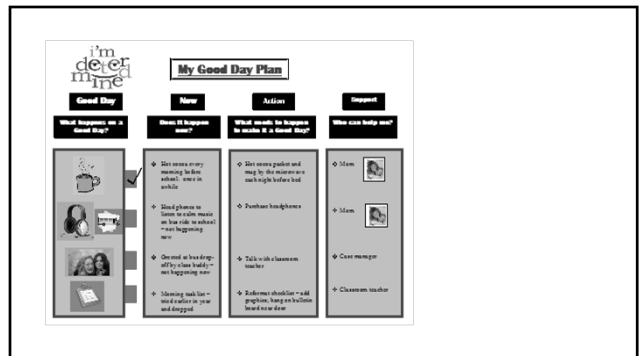 i'm
deter
mined
My Good Day Plan
Good Day
Now
Action
Support
What happens on a
Good Day?
Does it happen
now?
What needs to happen
to make it a Good Day?
Who can help me?
Hot cocoa every
morning before
school - once in
awhile
Headphones to
listen to calm music
on bus ride to school
– not happening
now
Greeted at bus drop-
off by class buddy –
not happening now
Morning task list –
tried earlier in year
and dropped
Hot cocoa packet and
mug by the microwave
each night before bed
Purchase headphones
Talk with classroom
teacher
Reformat checklist – add
graphics, hang on bulletin
board near door
Mom
Mom
Case manager
Classroom teacher